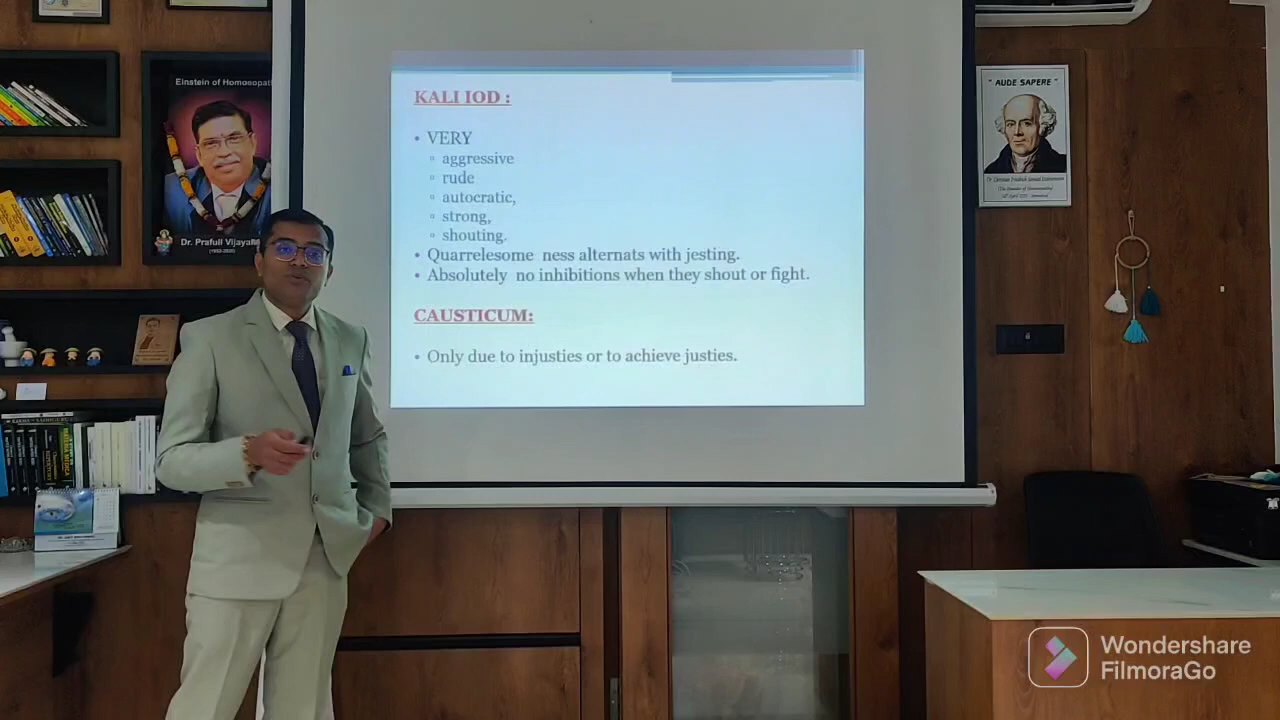 Einstein of Homoeopath
Dr. Prafull Vijaya
KALI IOD :
• VERY
▫ aggressive
▫ rude
▫ autocratic,
▫ strong,
▫ shouting.
• Quarrelesome ness alternats with jesting.
• Absolutely no inhibitions when they shout or fight.
CAUSTICUM:
• Only due to injusties or to achieve justies.
" AUDE SAPERE "
Wondershare
FilmoraGo